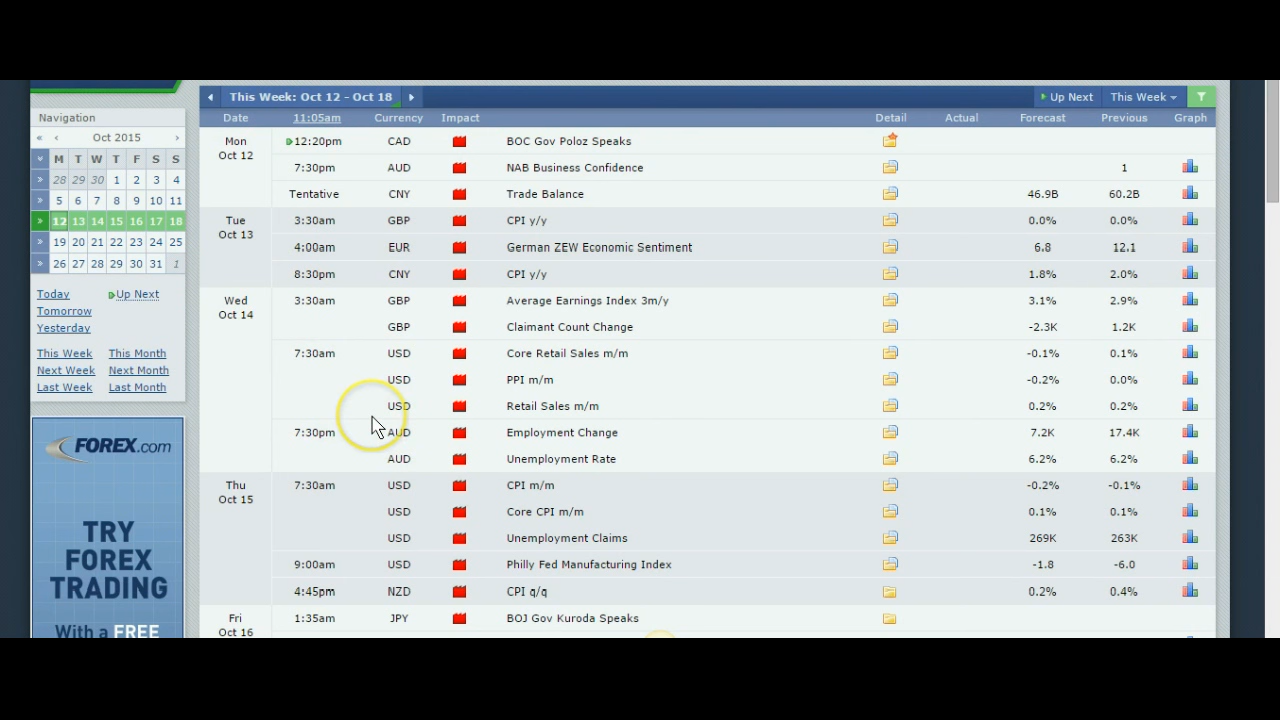 This Week: Oct 12 - Oct 18
Up Next
This Week
Navigation
« ‹ Oct 2015 ›
M T W T F S S
28 29 30 1 2 3 4
5 6 7 8 9 10 11
12 13 14 15 16 17 18
19 20 21 22 23 24 25
26 27 28 29 30 31 1
Today Up Next
Tomorrow
Yesterday
This Week This Month
Next Week Next Month
Last Week Last Month
FOREX.com
TRY
FOREX
TRADING
With a FREE
Date 11:05am Currency Impact Detail Actual Forecast Previous Graph
Mon Oct 12 12:20pm CAD BOC Gov Poloz Speaks
7:30pm AUD NAB Business Confidence 1
Tentative CNY Trade Balance 46.9B 60.2B
Tue Oct 13 3:30am GBP CPI y/y 0.0% 0.0%
4:00am EUR German ZEW Economic Sentiment 6.8 12.1
8:30pm CNY CPI y/y 1.8% 2.0%
Wed Oct 14 3:30am GBP Average Earnings Index 3m/y 3.1% 2.9%
GBP Claimant Count Change -2.3K 1.2K
7:30am USD Core Retail Sales m/m -0.1% 0.1%
USD PPI m/m -0.2% 0.0%
USD Retail Sales m/m 0.2% 0.2%
7:30pm AUD Employment Change 7.2K 17.4K
AUD Unemployment Rate 6.2% 6.2%
Thu Oct 15 7:30am USD CPI m/m -0.2% -0.1%
USD Core CPI m/m 0.1% 0.1%
USD Unemployment Claims 269K 263K
9:00am USD Philly Fed Manufacturing Index -1.8 -6.0
4:45pm NZD CPI q/q 0.2% 0.4%
Fri Oct 16 1:35am JPY BOJ Gov Kuroda Speaks